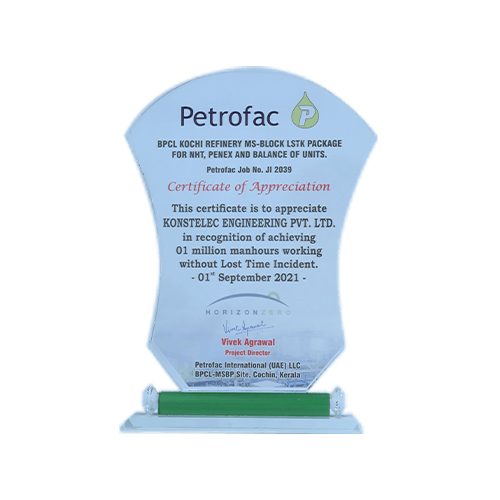 Petrofac P
BPCL KOCHI REFINERY MS-BLOCK LSTK PACKAGE
FOR NHT, PENEX AND BALANCE OF UNITS.
Petrofac Job No. JI 2039
Certificate of Appreciation
This certificate is to appreciate
KONSTELEC ENGINEERING PVT. LTD.
in recognition of achieving
01 million manhours working
without Lost Time Incident.
- 01st September 2021 -
HORIZONZERO
Vivek Agrawal
Vivek Agrawal
Project Director
Petrofac International (UAE) LLC
BPCL-MSBP Site, Cochin, Kerala